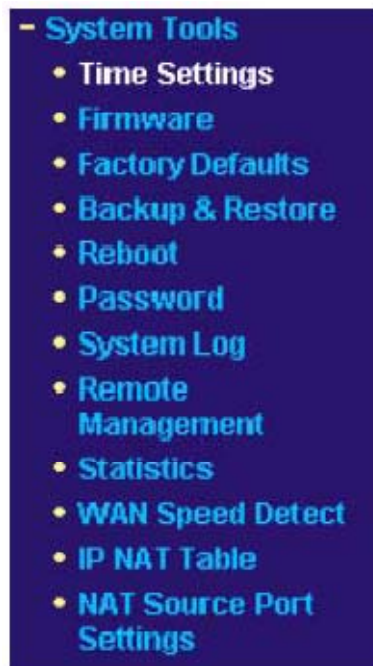 − System Tools
• Time Settings
• Firmware
• Factory Defaults
• Backup & Restore
• Reboot
• Password
• System Log
• Remote
Management
• Statistics
• WAN Speed Detect
• IP NAT Table
• NAT Source Port
Settings